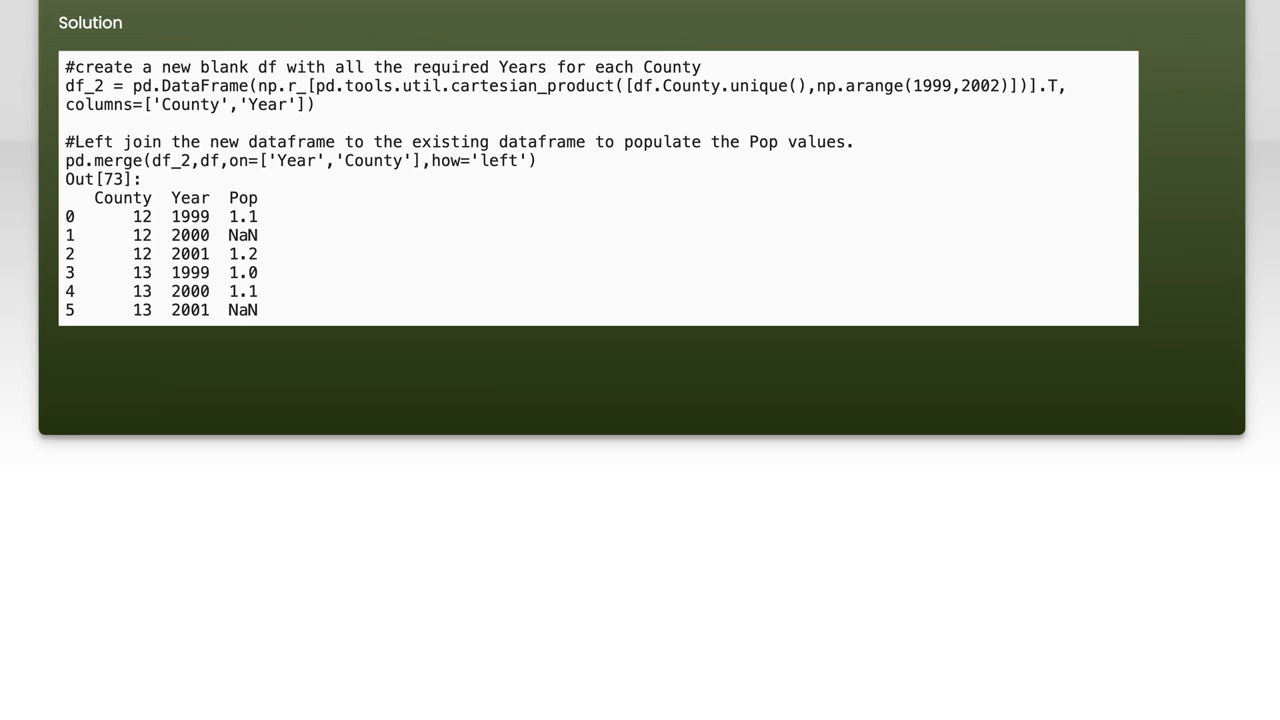 Solution
#create a new blank df with all the required Years for each County
df_2 = pd.DataFrame(np.r_[pd.tools.util.cartesian_product([df.County.unique(),np.arange(1999,2002)])].T,
columns=['County','Year'])
#Left join the new dataframe to the existing dataframe to populate the Pop values.
pd.merge(df_2,df,on=['Year','County'],how='left')
Out[73]:
   County  Year  Pop
0      12  1999  1.1
1      12  2000  NaN
2      12  2001  1.2
3      13  1999  1.0
4      13  2000  1.1
5      13  2001  NaN